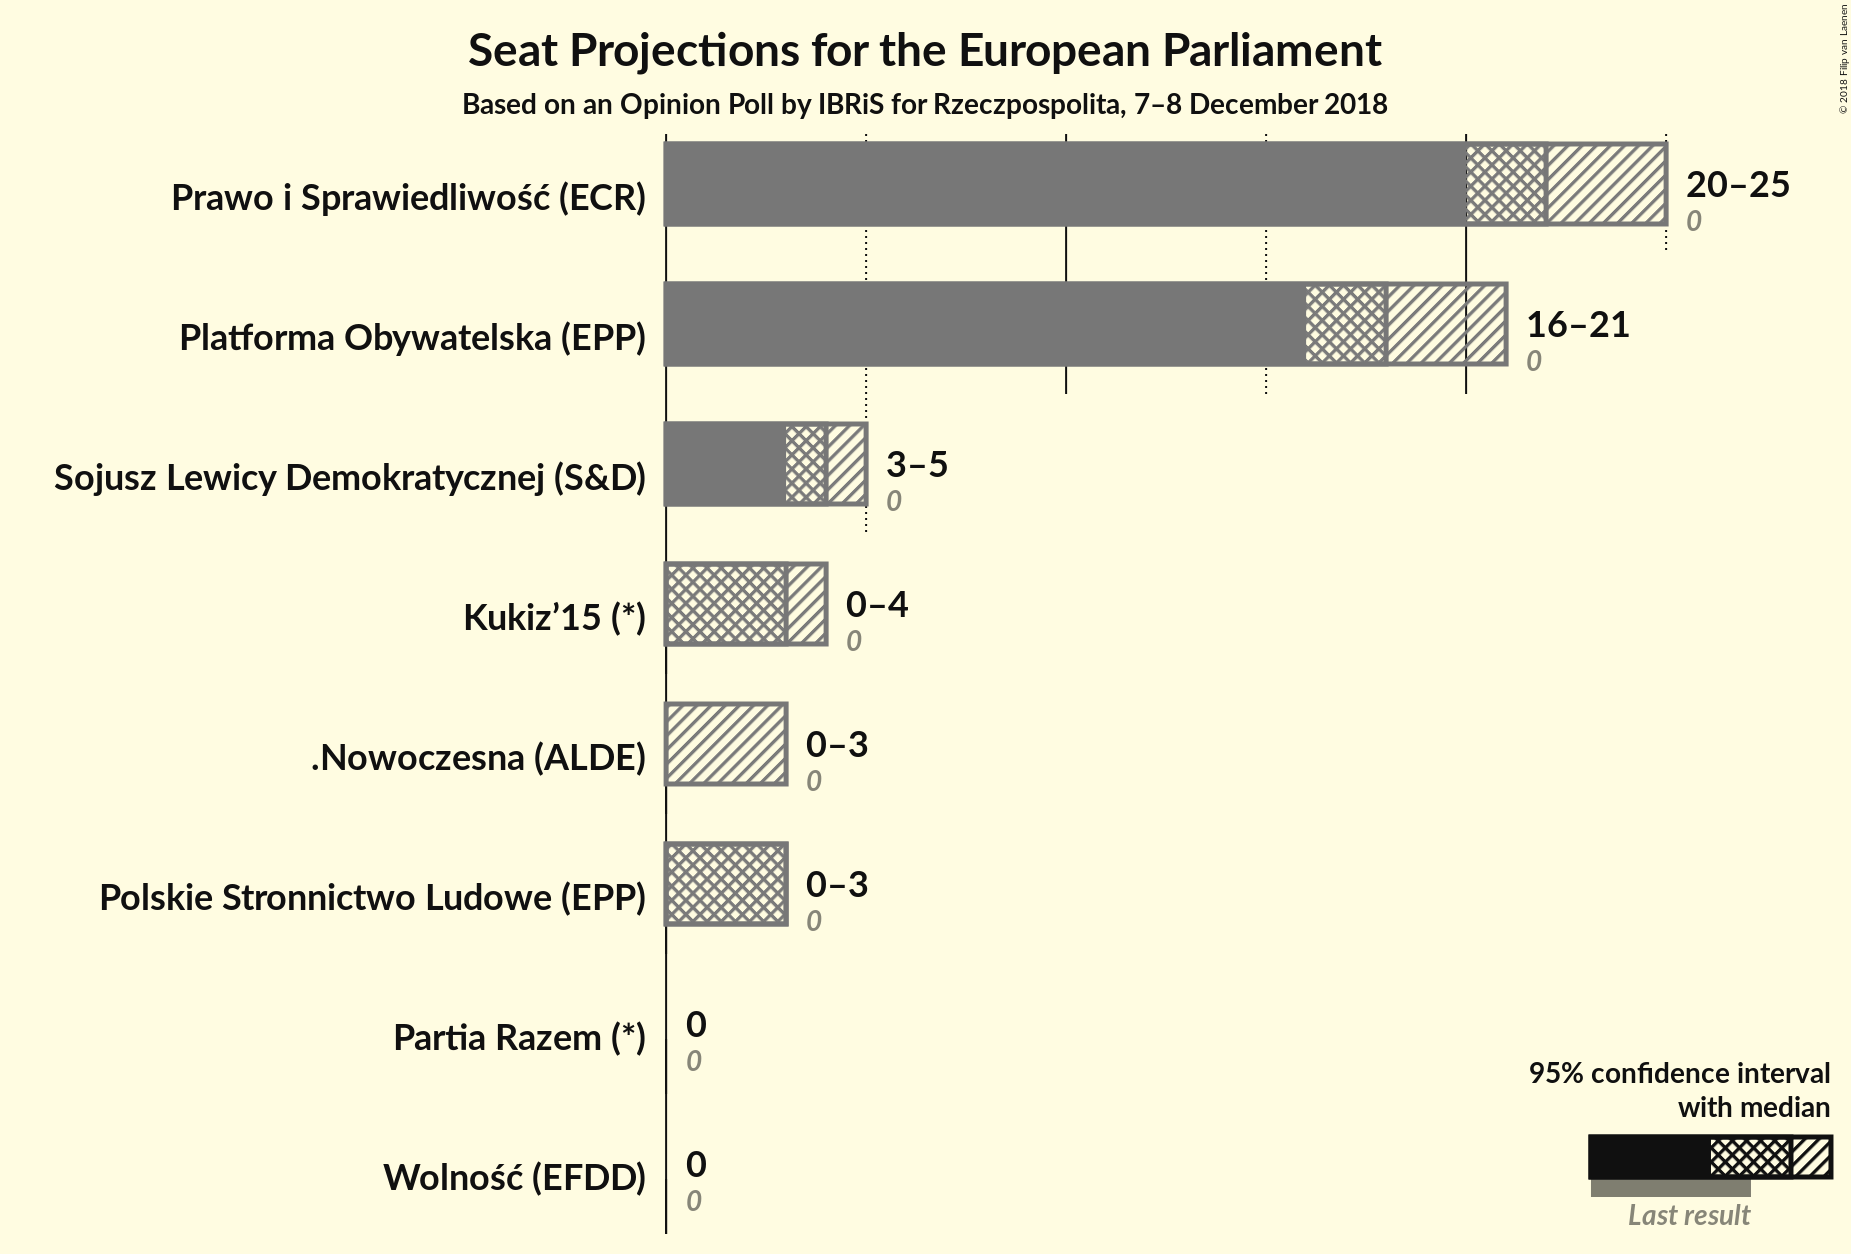 Seat Projections for the European Parliament
Based on an Opinion Poll by IBRiS for Rzeczpospolita, 7–8 December 2018
© 2018 Filip van Laenen
Prawo i Sprawiedliwość (ECR)
20–25
0
Platforma Obywatelska (EPP)
16–21
0
Sojusz Lewicy Demokratycznej (S&D)
3–5
0
Kukiz’15 (*)
0–4
0
.Nowoczesna (ALDE)
0–3
0
Polskie Stronnictwo Ludowe (EPP)
0–3
0
Partia Razem (*)
0
0
Wolność (EFDD)
0
0
95% confidence interval
with median
Last result